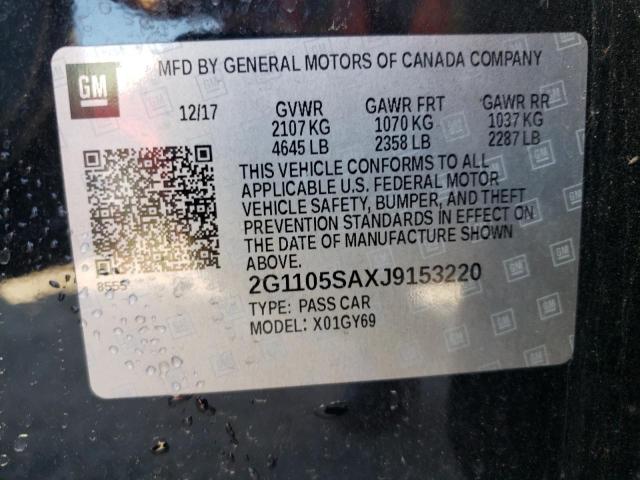 GM
MFD BY GENERAL MOTORS OF CANADA COMPANY
12/17 GVWR GAWR FRT GAWR RR
2107 KG 1070 KG 1037 KG
4645 LB 2358 LB 2287 LB
THIS VEHICLE CONFORMS TO ALL
APPLICABLE U.S. FEDERAL MOTOR
VEHICLE SAFETY, BUMPER, AND THEFT
PREVENTION STANDARDS IN EFFECT ON
THE DATE OF MANUFACTURE SHOWN
ABOVE.
8555
2G1105SAXJ9153220
TYPE: PASS CAR
MODEL: X01GY69